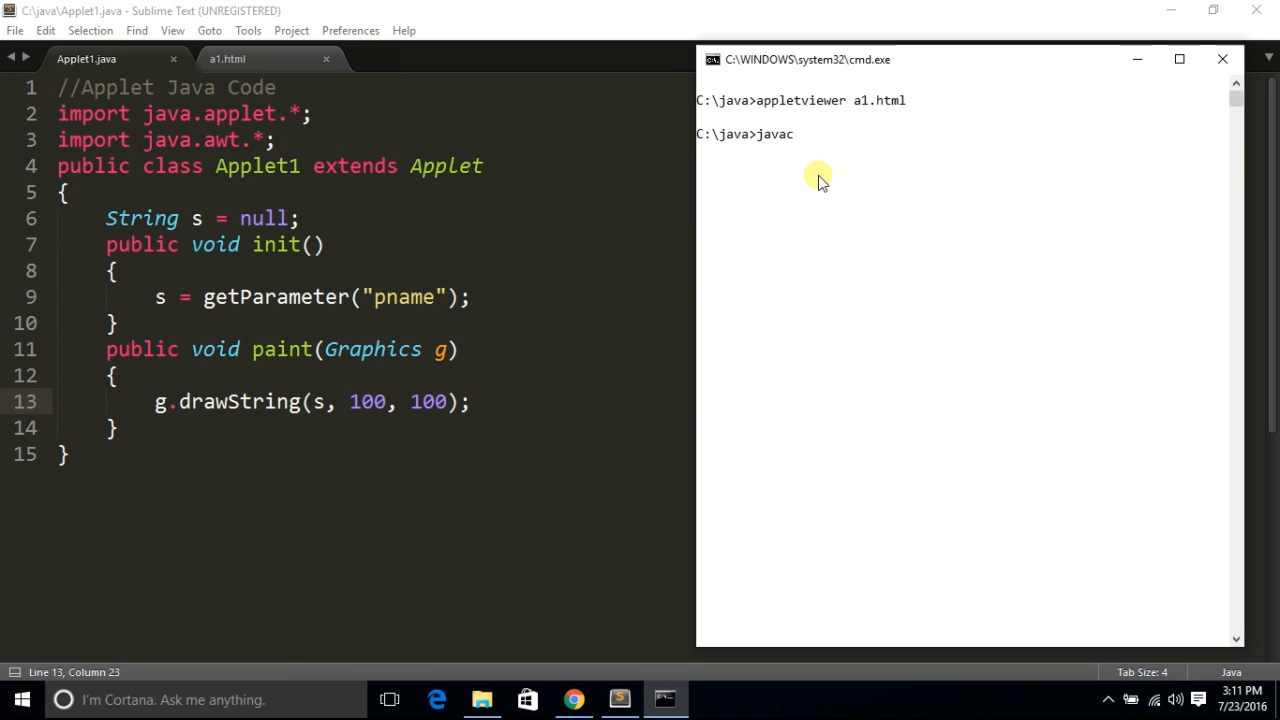 C:\java\Applet1.java - Sublime Text (UNREGISTERED)
File Edit Selection Find View Goto Tools Project Preferences Help
Applet1.java × a1.html ×
1 //Applet Java Code
2 import java.applet.*;
3 import java.awt.*;
4 public class Applet1 extends Applet
5 {
6 String s = null;
7 public void init()
8 {
9 s = getParameter("pname");
10 }
11 public void paint(Graphics g)
12 {
13 g.drawString(s, 100, 100);
14 }
15 }
C:\WINDOWS\system32\cmd.exe
C:\java>appletviewer a1.html
C:\java>javac
Line 13, Column 23 Tab Size: 4 Java
I'm Cortana. Ask me anything.
3:11 PM
7/23/2016